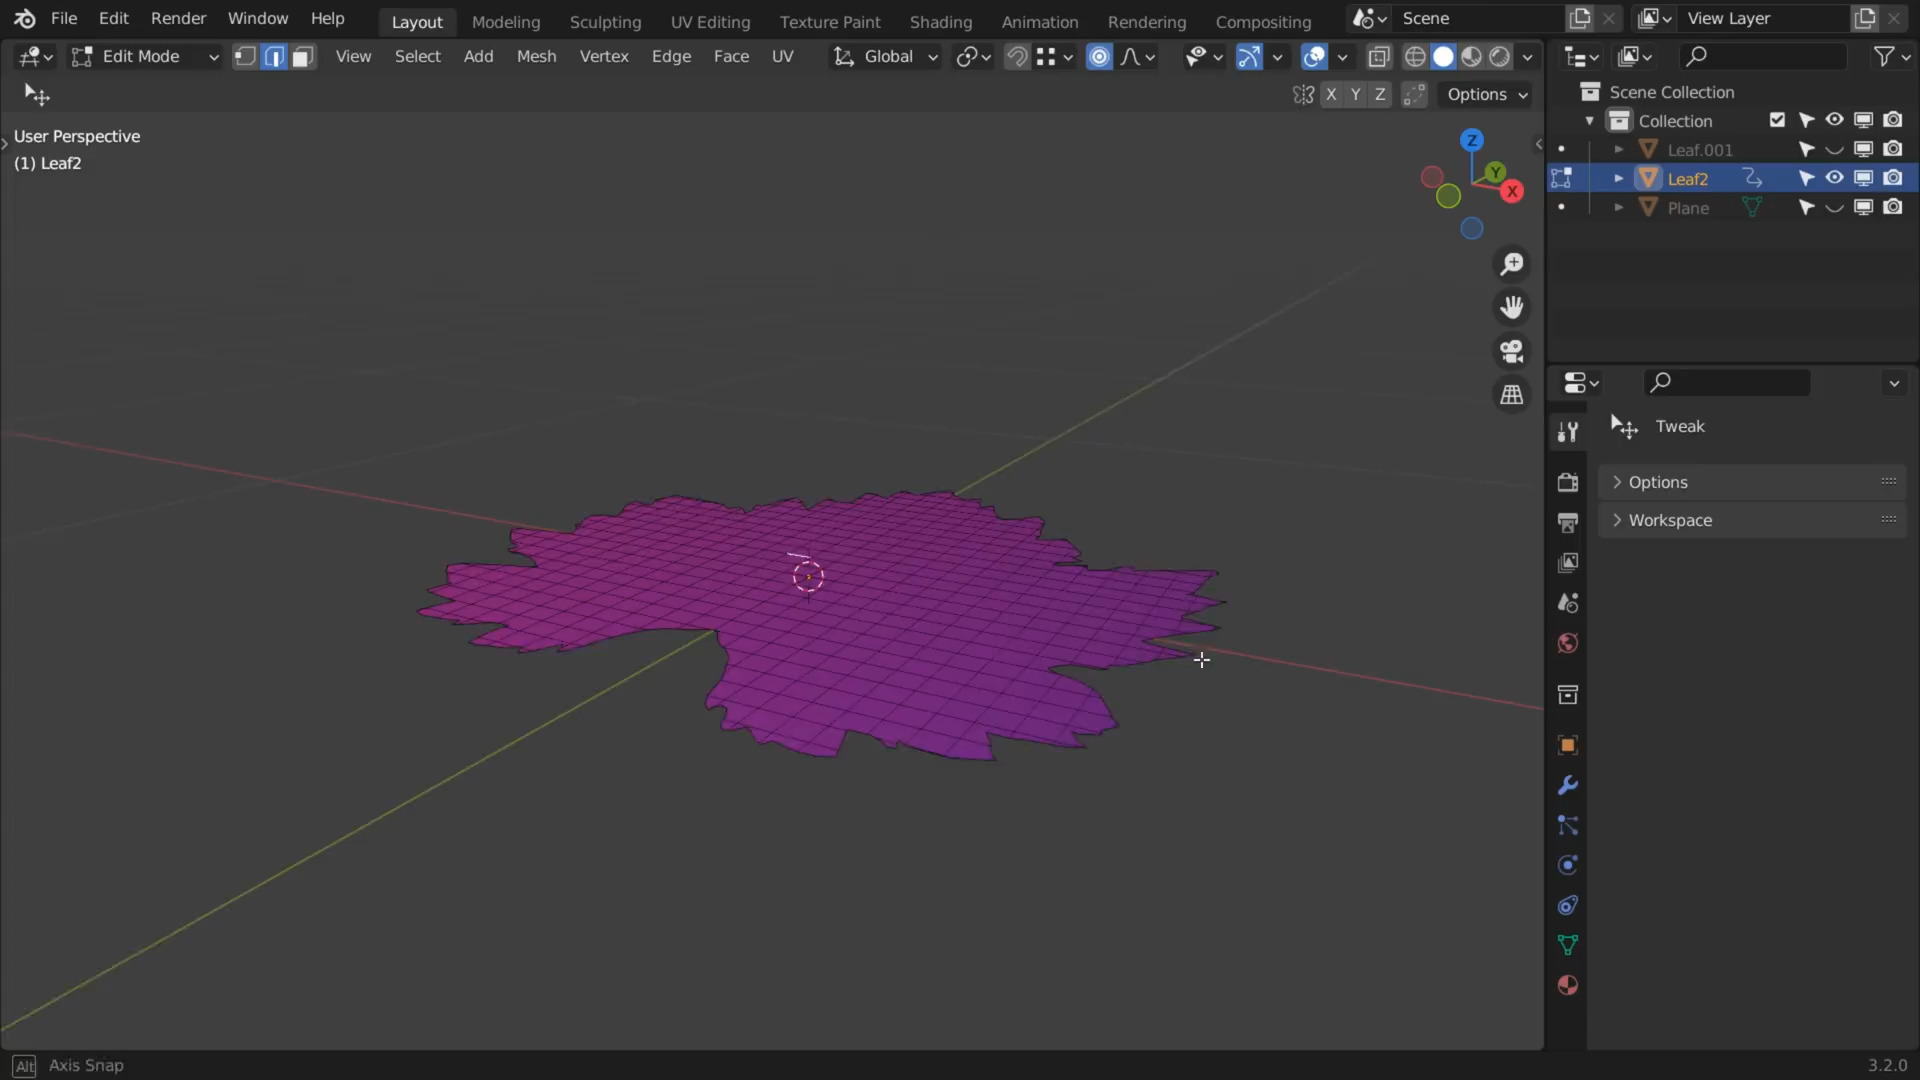 File Edit Render Window Help Layout Modeling Sculpting UV Editing Texture Paint Shading Animation Rendering Compositing Scene View Layer
Edit Mode View Select Add Mesh Vertex Edge Face UV Global
X Y Z Options
User Perspective
(1) Leaf2
Z
Y
X
Scene Collection
Collection
Leaf.001
Leaf2
Plane
Tweak
Options
Workspace
Alt Axis Snap
3.2.0